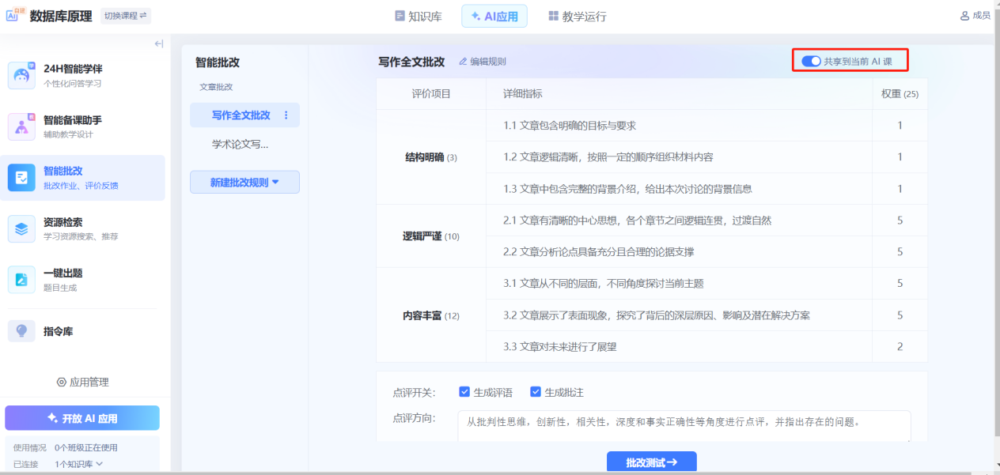 自建
Ai 数据库原理 切换课程
知识库 AI应用 教学运行
成员
24H智能学伴
个性化问答学习
智能备课助手
辅助教学设计
智能批改
批改作业、评价反馈
资源检索
学习资源搜索、推荐
一键出题
题目生成
指令库
应用管理
开放 AI 应用
使用情况 0个班级正在使用
已连接 1个知识库
智能批改
文章批改
写作全文批改
学术论文写...
新建批改规则
写作全文批改 编辑规则 共享到当前 AI 课
评价项目 详细指标 权重 (25)
结构明确 (3)
1.1 文章包含明确的目标与要求 1
1.2 文章逻辑清晰，按照一定的顺序组织材料内容 1
1.3 文章中包含完整的背景介绍，给出本次讨论的背景信息 1
逻辑严谨 (10)
2.1 文章有清晰的中心思想，各个章节之间逻辑连贯，过渡自然 5
2.2 文章分析论点具备充分且合理的论据支撑 5
内容丰富 (12)
3.1 文章从不同的层面，不同角度探讨当前主题 5
3.2 文章展示了表面现象，探究了背后的深层原因、影响及潜在解决方案 5
3.3 文章对未来进行了展望 2
点评开关： 生成评语 生成批注
点评方向： 从批判性思维，创新性，相关性，深度和事实正确性等角度进行点评，并指出存在的问题。
批改测试→